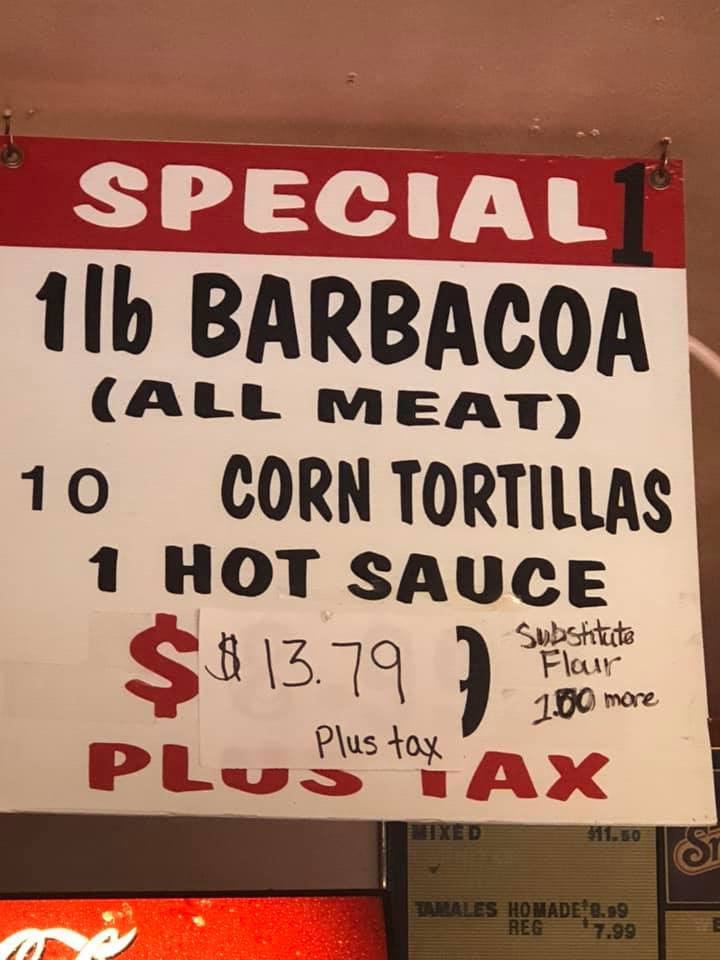 SPECIAL 1
1lb BARBACOA
(ALL MEAT)
10 CORN TORTILLAS
1 HOT SAUCE
$ $13.79
Plus tax
Substitute
Flour
1.00 more
PLUS TAX
MIXED $11.50
TAMALES HOMADE $8.99
REG $7.99